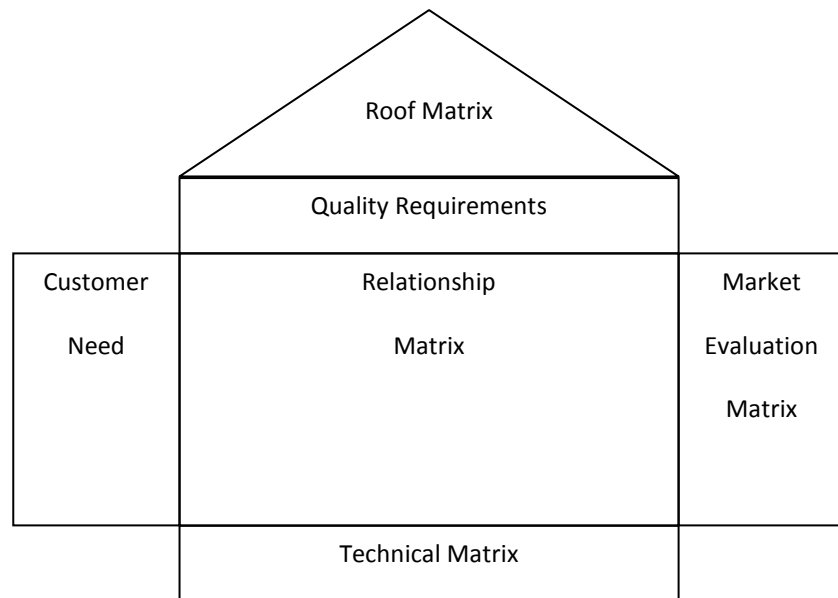 Roof Matrix
Quality Requirements
Customer
Need
Relationship
Matrix
Market
Evaluation
Matrix
Technical Matrix